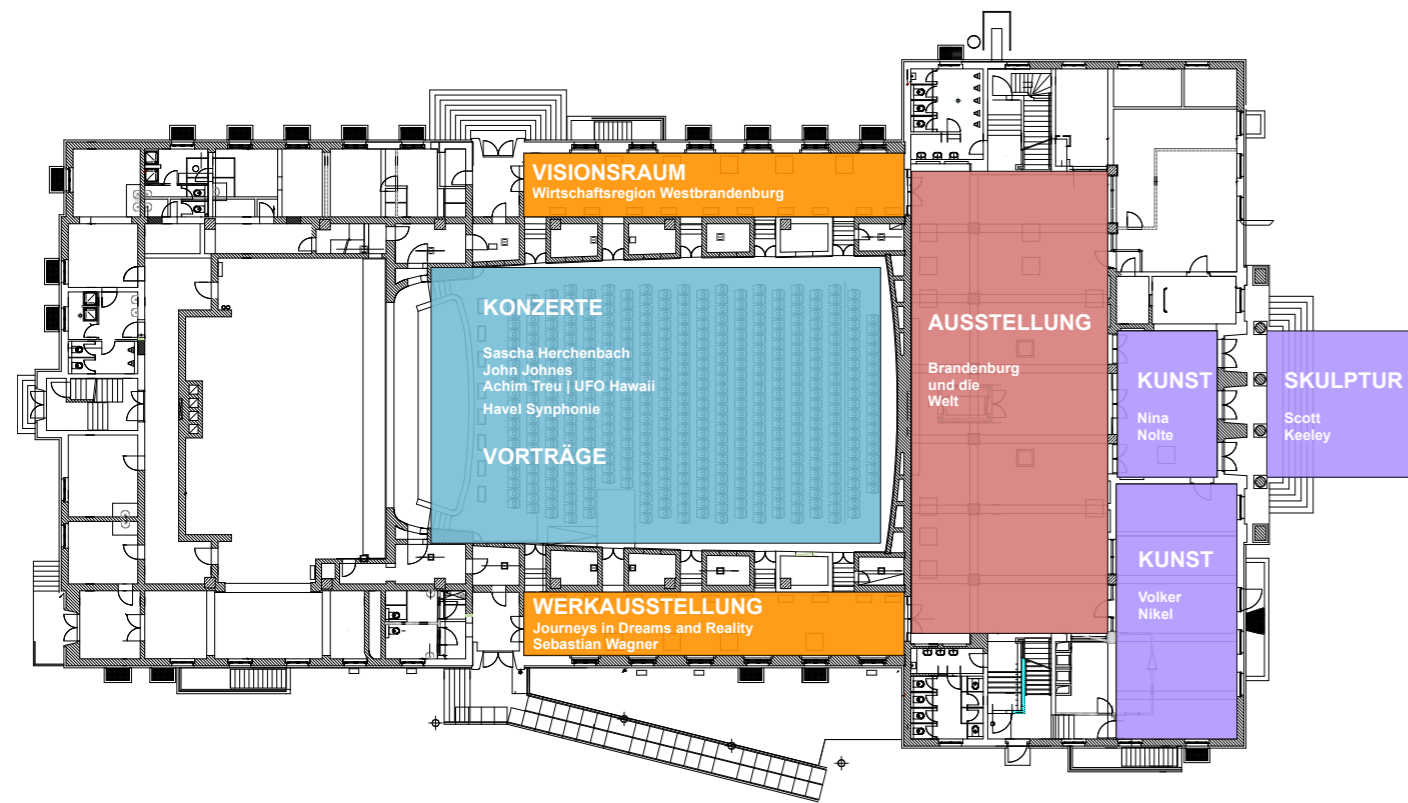 VISIONSRAUM
Wirtschaftsregion Westbrandenburg
KONZERTE
Sascha Herchenbach
John Johnes
Achim Treu | UFO Hawaii
Havel Synphonie
VORTRÄGE
WERKAUSSTELLUNG
Journeys in Dreams and Reality
Sebastian Wagner
AUSSTELLUNG
Brandenburg
und die
Welt
KUNST
Nina
Nolte
SKULPTUR
Scott
Keeley
KUNST
Volker
Nikel